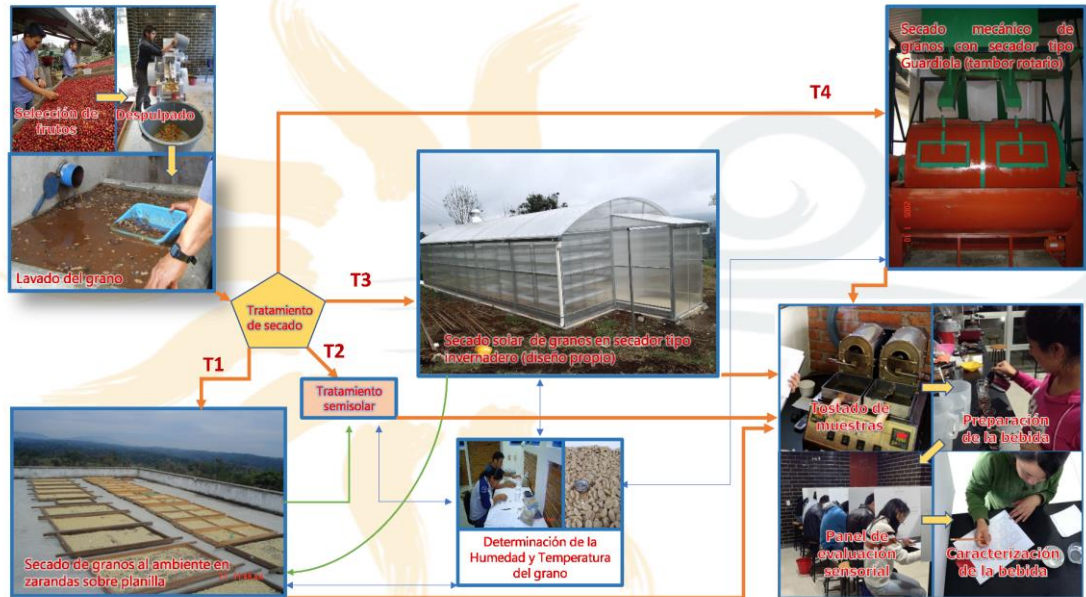 Selección de
frutos
Despulpado
Lavado del grano
Tratamiento
de secado
T1
T2
T3
T4
Secado mecánico de
granos con secador tipo
Guardiola (tambor rotario)
Secado solar de granos en secador tipo
invernadero (diseño propio)
Tratamiento
semisolar
Secado de granos al ambiente en
zarandas sobre planilla
Determinación de la
Humedad y Temperatura
del grano
Tostado de
muestras
Preparación
de la bebida
Panel de
evaluación
sensorial
Caracterización
de la bebida